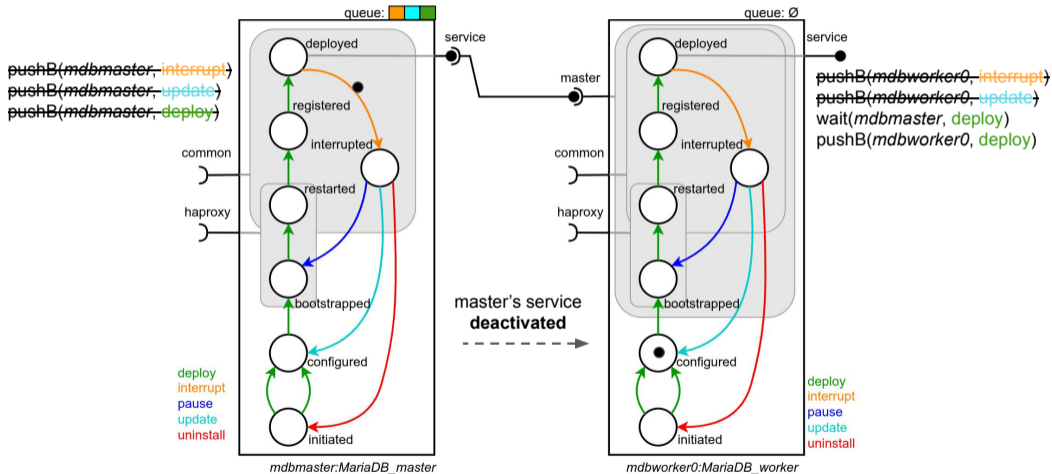 queue:
queue: Ø
deployed
service
pushB(mdbmaster, interrupt)
pushB(mdbmaster, update)
pushB(mdbmaster, deploy)
registered
interrupted
common
restarted
haproxy
bootstrapped
configured
deploy
interrupt
pause
update
uninstall
initiated
mdbmaster:MariaDB_master
master's service
deactivated
master
deployed
service
pushB(mdbworker0, interrupt)
pushB(mdbworker0, update)
wait(mdbmaster, deploy)
pushB(mdbworker0, deploy)
registered
interrupted
common
restarted
haproxy
bootstrapped
configured
deploy
interrupt
pause
update
uninstall
initiated
mdbworker0:MariaDB_worker